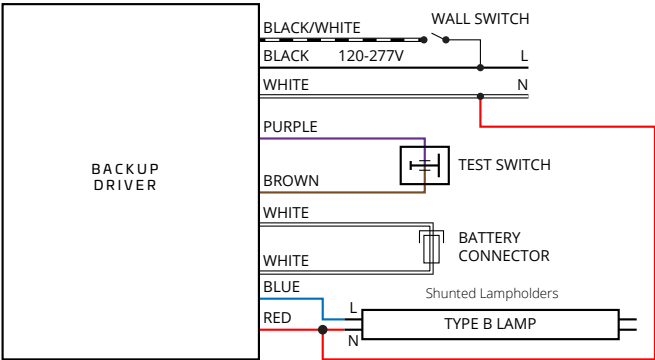 WALL SWITCH
BLACK/WHITE
BLACK 120-277V L
WHITE N
PURPLE
TEST SWITCH
BACKUP
DRIVER
BROWN
WHITE
BATTERY
CONNECTOR
WHITE
BLUE
Shunted Lampholders
L
RED
TYPE B LAMP
N